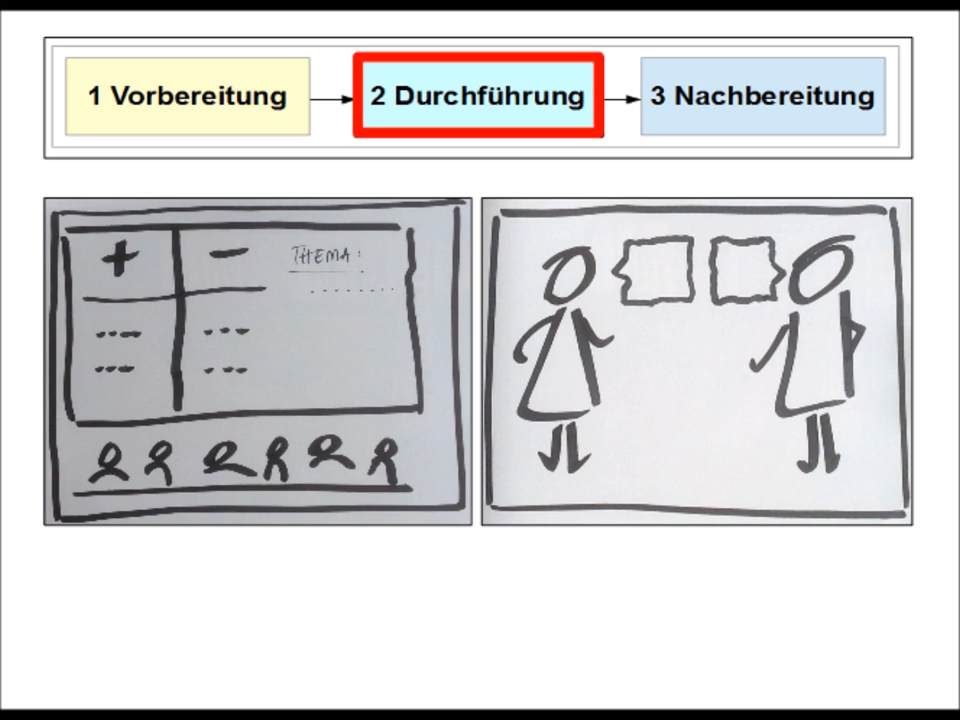 1 Vorbereitung
2 Durchführung
3 Nachbereitung
+
-
THEMA: